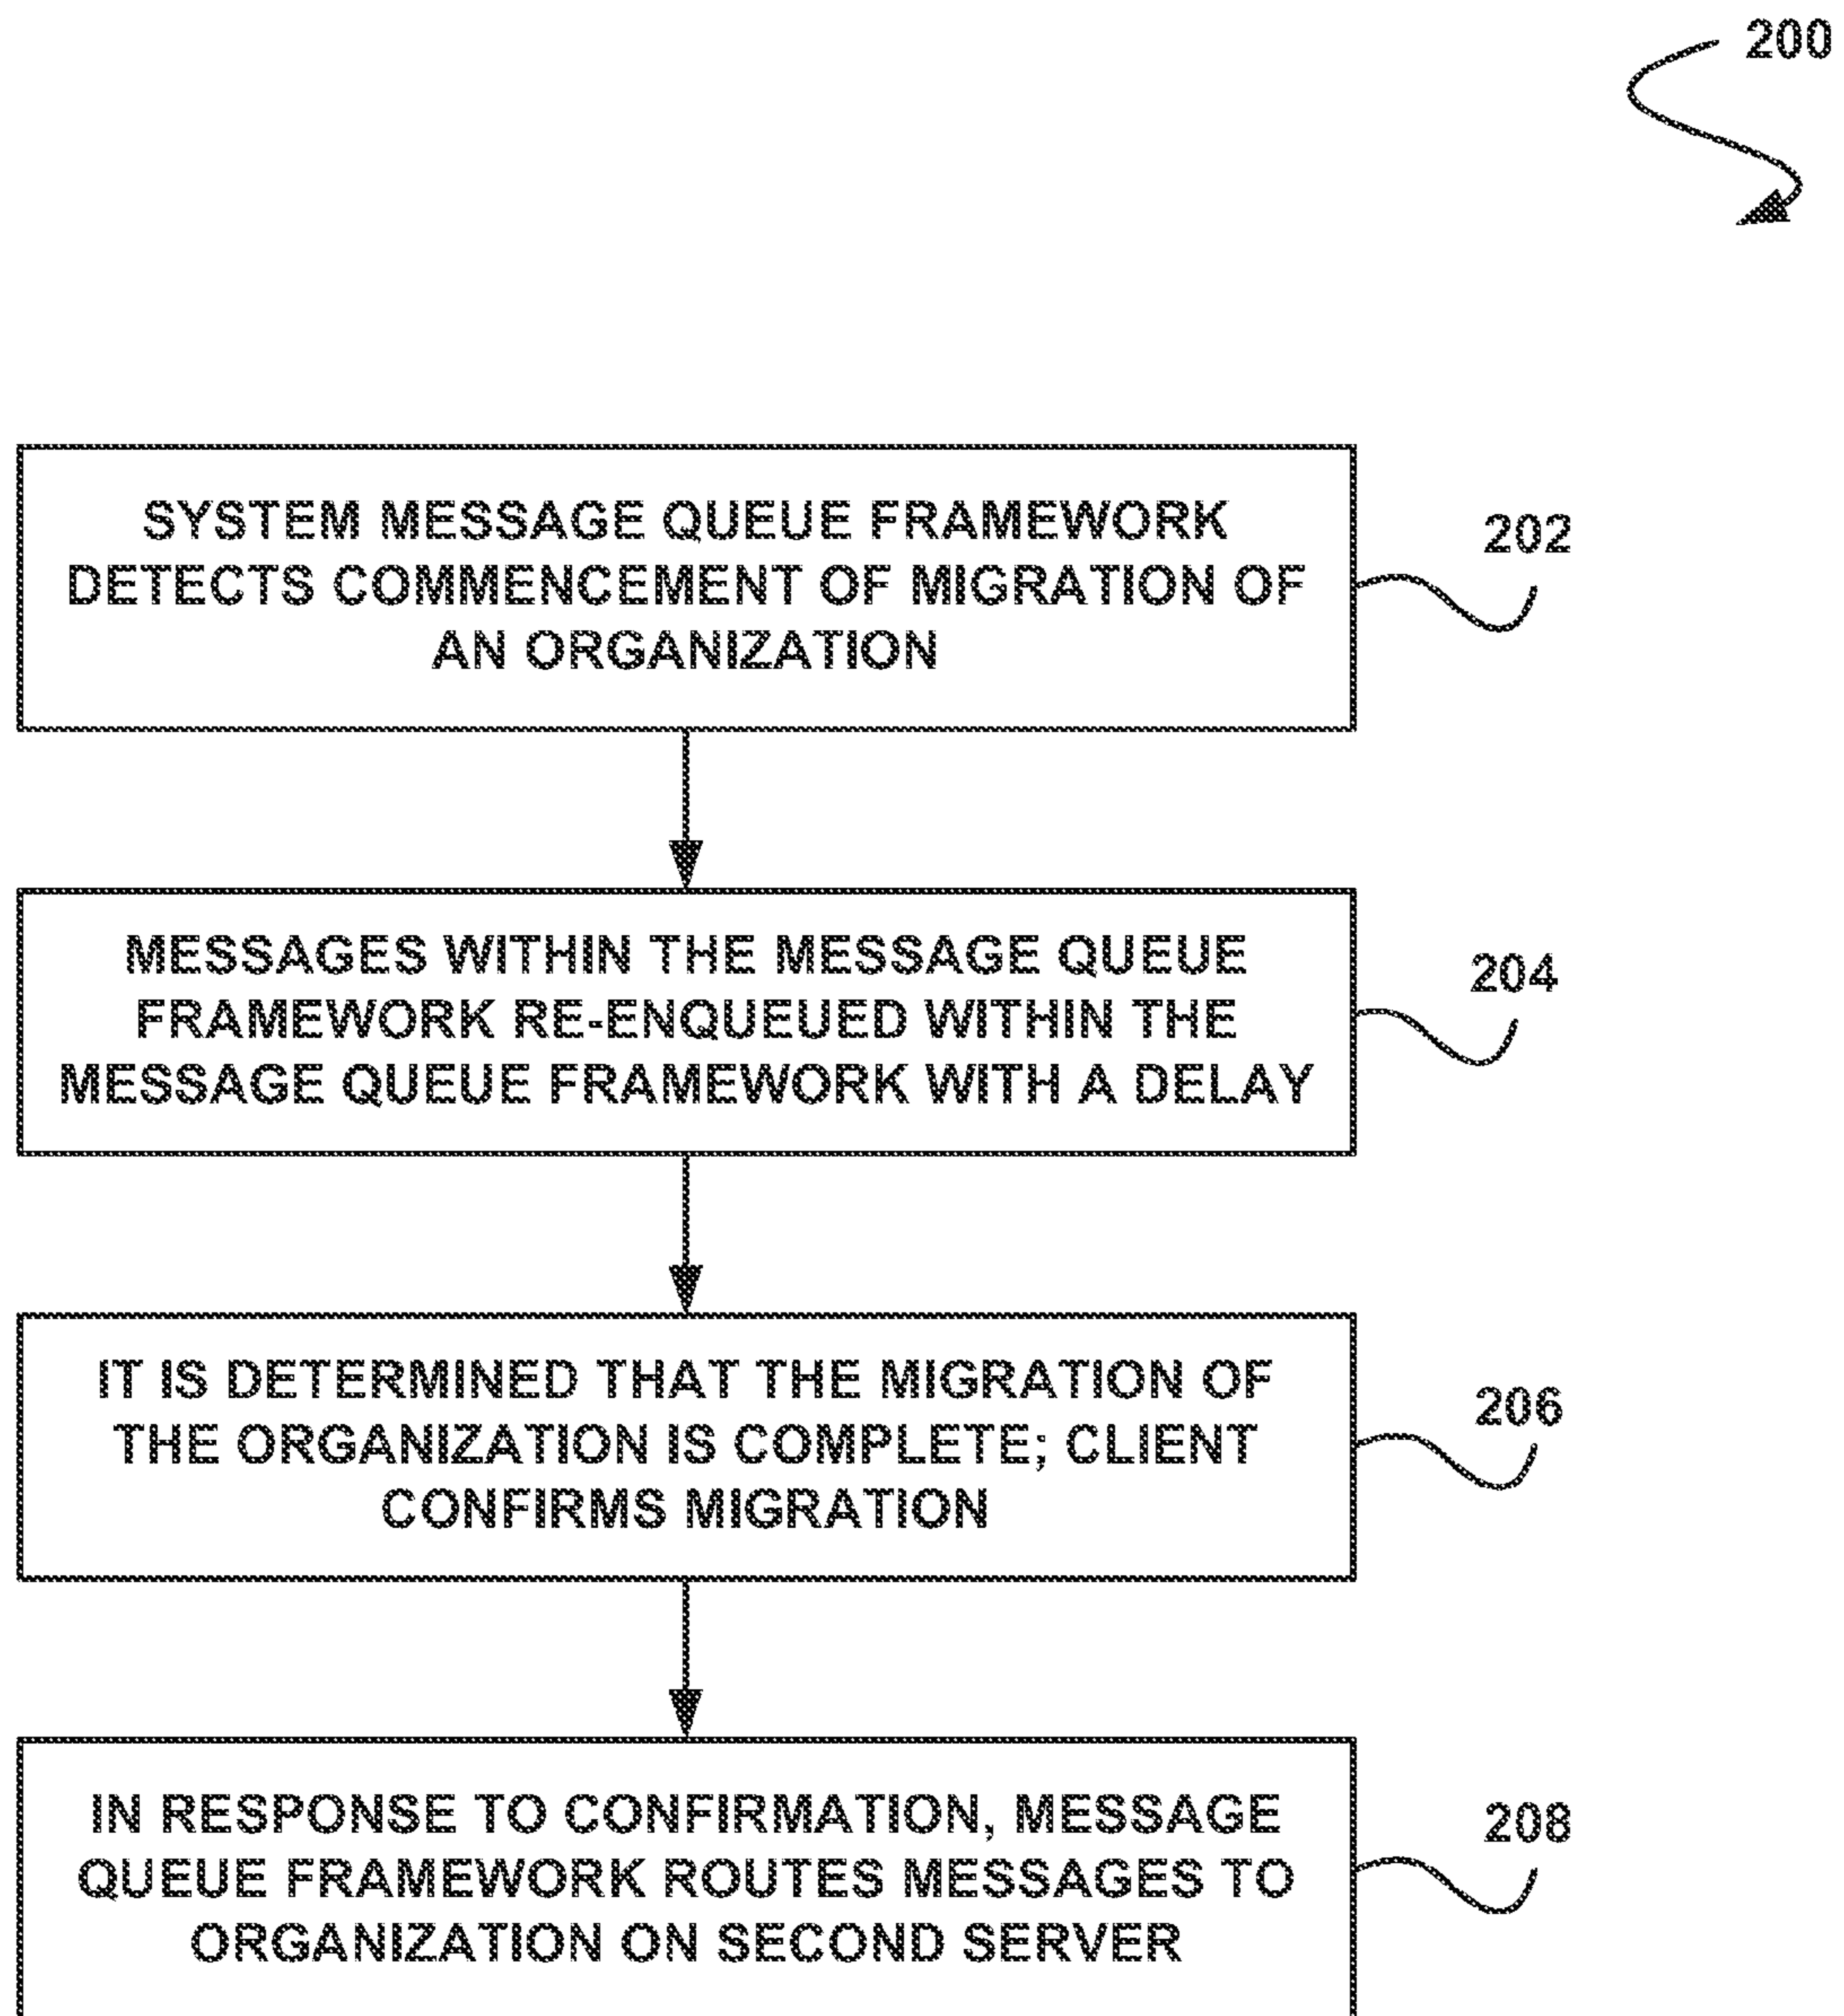 200
SYSTEM MESSAGE QUEUE FRAMEWORK
DETECTS COMMENCEMENT OF MIGRATION OF
AN ORGANIZATION
202
MESSAGES WITHIN THE MESSAGE QUEUE
FRAMEWORK RE-ENQUEUED WITHIN THE
MESSAGE QUEUE FRAMEWORK WITH A DELAY
204
IT IS DETERMINED THAT THE MIGRATION OF
THE ORGANIZATION IS COMPLETE; CLIENT
CONFIRMS MIGRATION
206
IN RESPONSE TO CONFIRMATION, MESSAGE
QUEUE FRAMEWORK ROUTES MESSAGES TO
ORGANIZATION ON SECOND SERVER
208